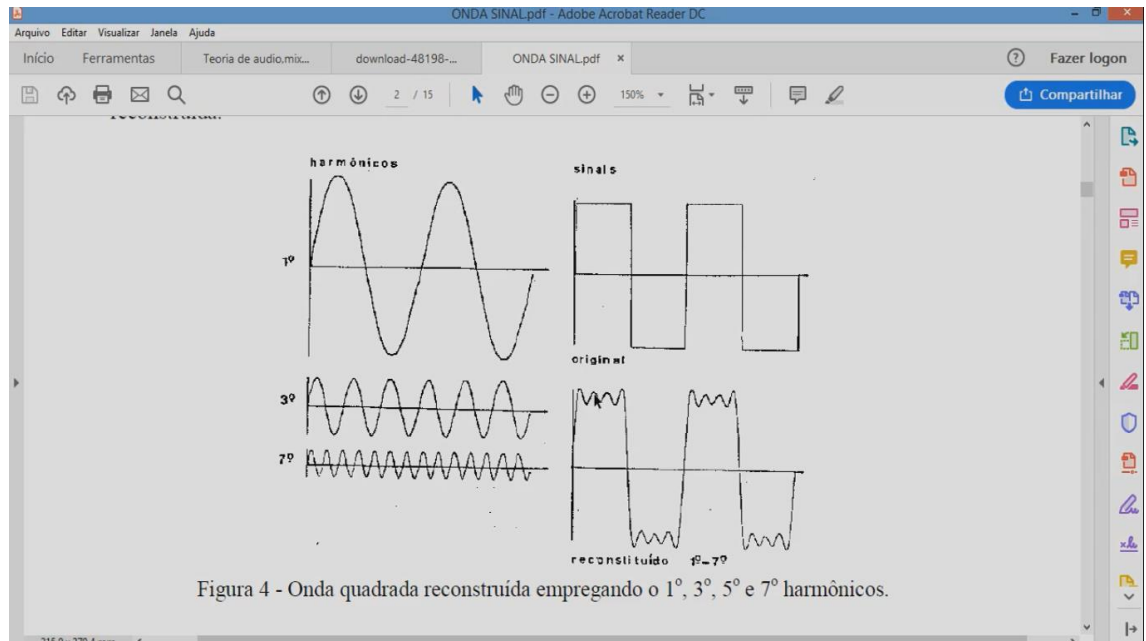 ONDA SINAL.pdf - Adobe Acrobat Reader DC
Arquivo Editar Visualizar Janela Ajuda
Início Ferramentas Teoria de audio,mix... download-48198-... ONDA SINAL.pdf × Fazer logon
2 / 15 150% Compartilhar
harmônicos
sinais
1º
original
3º
7º
reconstituído 1º-7º
Figura 4 - Onda quadrada reconstruída empregando o 1º, 3º, 5º e 7º harmônicos.